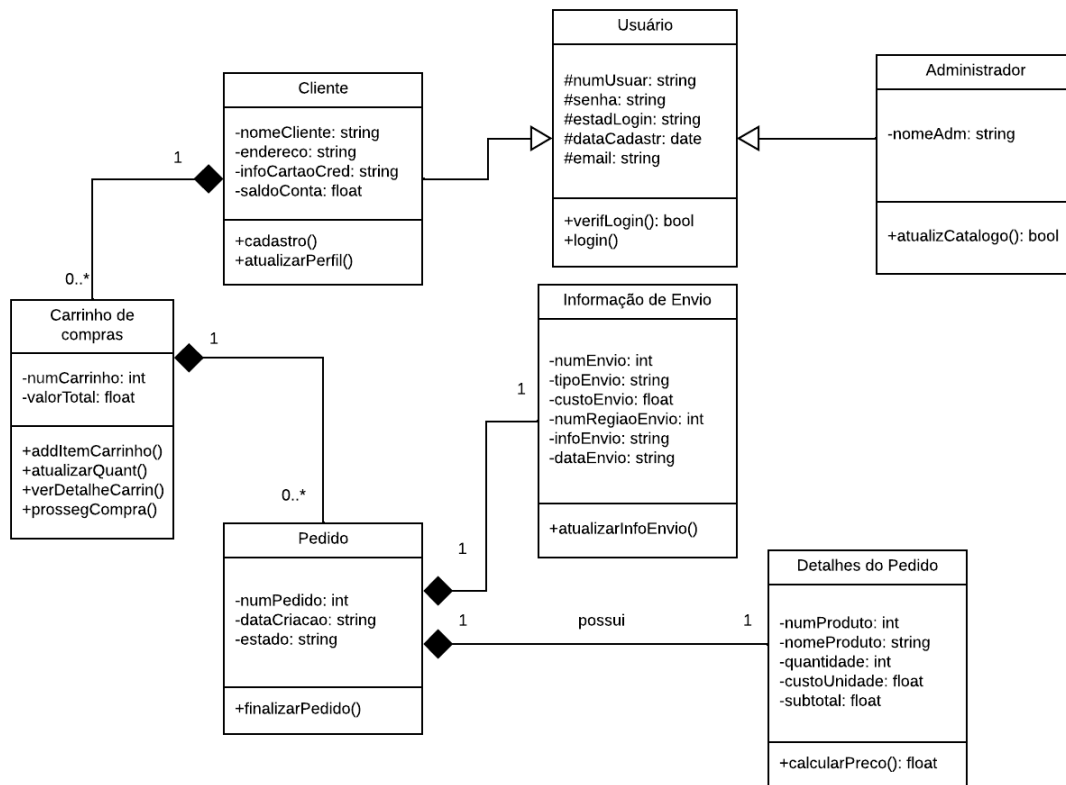 Usuário
#numUsuar: string
#senha: string
#estadLogin: string
#dataCadastr: date
#email: string
+verifLogin(): bool
+login()
Cliente
-nomeCliente: string
-endereco: string
-infoCartaoCred: string
-saldoConta: float
+cadastro()
+atualizarPerfil()
Administrador
-nomeAdm: string
+atualizCatalogo(): bool
1
0..*
Carrinho de
compras
-numCarrinho: int
-valorTotal: float
+addItemCarrinho()
+atualizarQuant()
+verDetalheCarrin()
+prossegCompra()
1
0..*
Informação de Envio
-numEnvio: int
-tipoEnvio: string
-custoEnvio: float
-numRegiaoEnvio: int
-infoEnvio: string
-dataEnvio: string
+atualizarInfoEnvio()
1
1
Pedido
-numPedido: int
-dataCriacao: string
-estado: string
+finalizarPedido()
1
possui
1
Detalhes do Pedido
-numProduto: int
-nomeProduto: string
-quantidade: int
-custoUnidade: float
-subtotal: float
+calcularPreco(): float